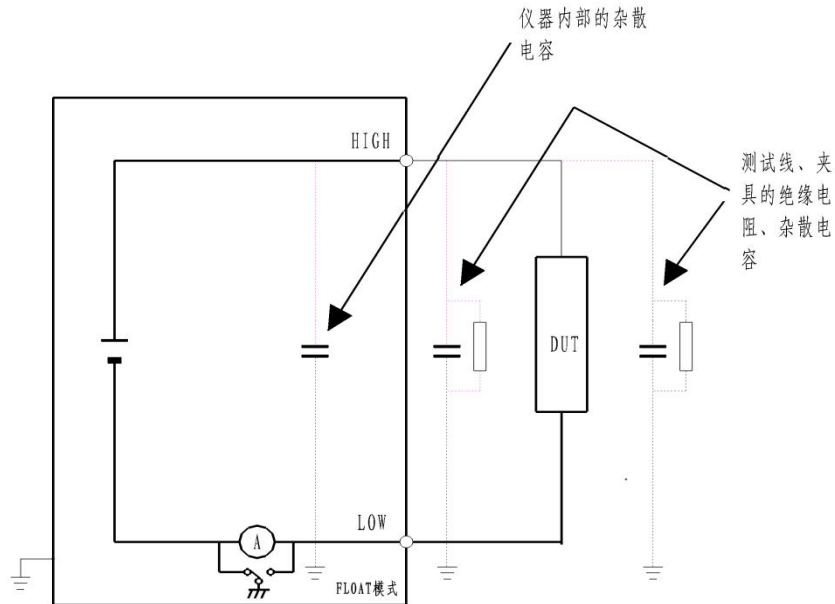 仪器内部的杂散
电容
HIGH
测试线、夹
具的绝缘电
阻、杂散电
容
DUT
LOW
A
FLOAT模式